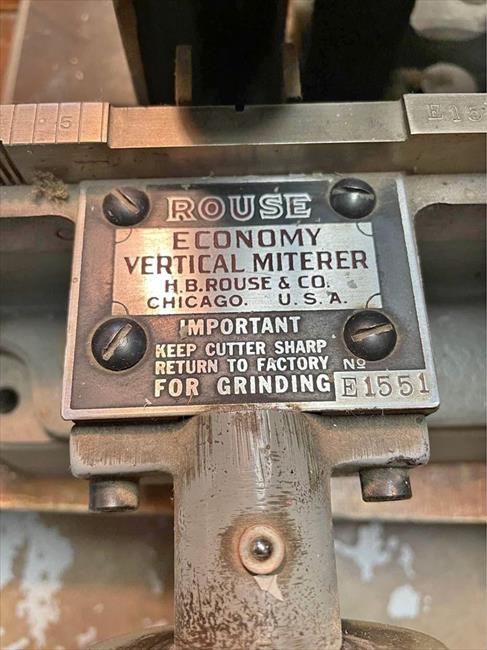 5
E 15
ROUSE
ECONOMY
VERTICAL MITERER
H.B. ROUSE & CO.
CHICAGO. U.S.A.
IMPORTANT
KEEP CUTTER SHARP
RETURN TO FACTORY
FOR GRINDING
No
E1551